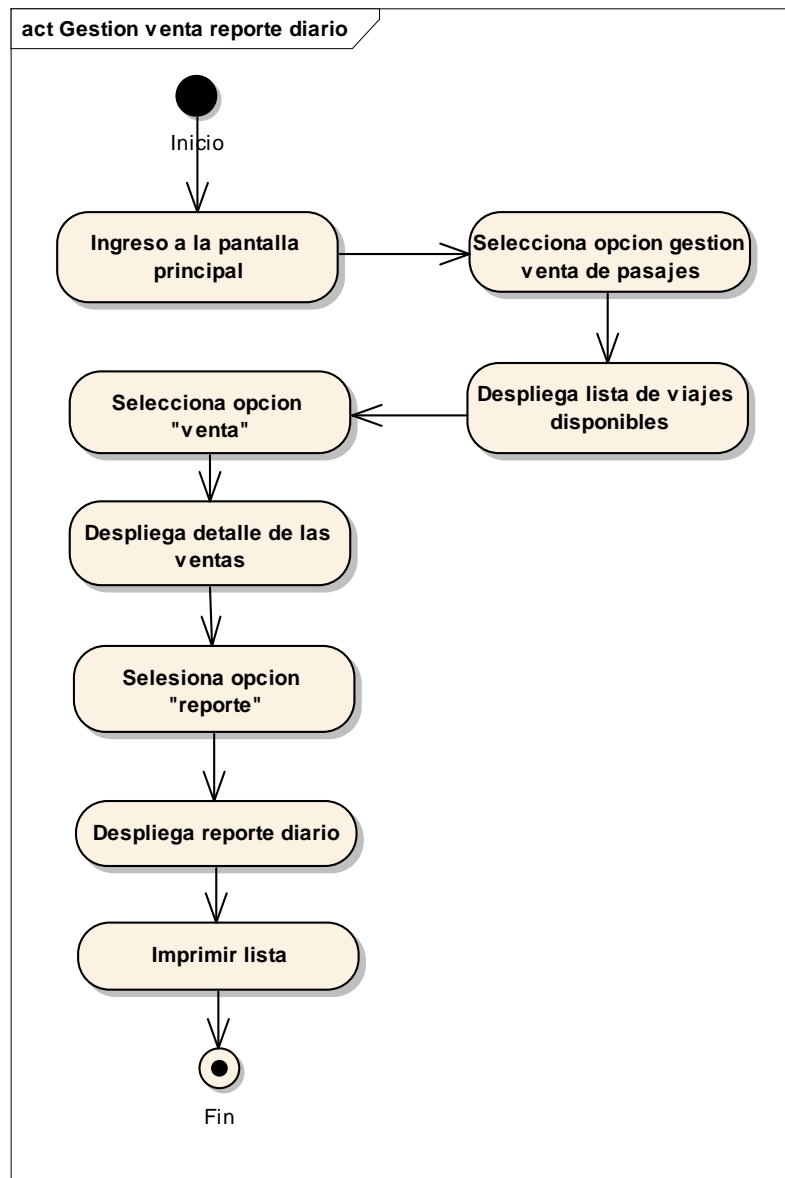 act Gestion venta reporte diario
Inicio
Ingreso a la pantalla
principal
Selecciona opcion gestion
venta de pasajes
Despliega lista de viajes
disponibles
Selecciona opcion
"venta"
Despliega detalle de las
ventas
Selesiona opcion
"reporte"
Despliega reporte diario
Imprimir lista
Fin